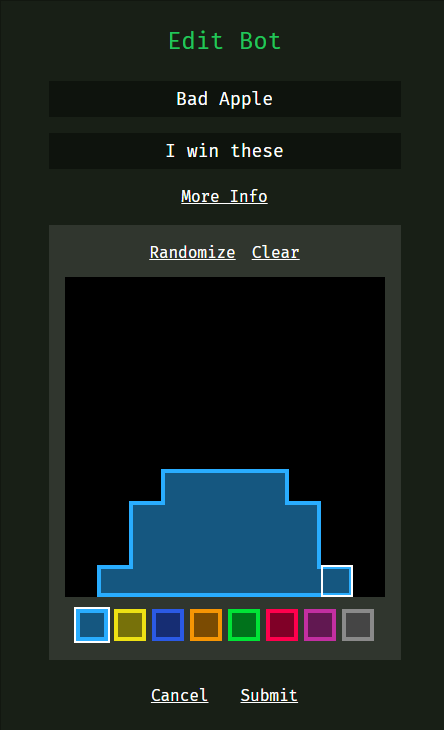 Edit Bot
Bad Apple
I win these
More Info
Randomize Clear
Cancel Submit